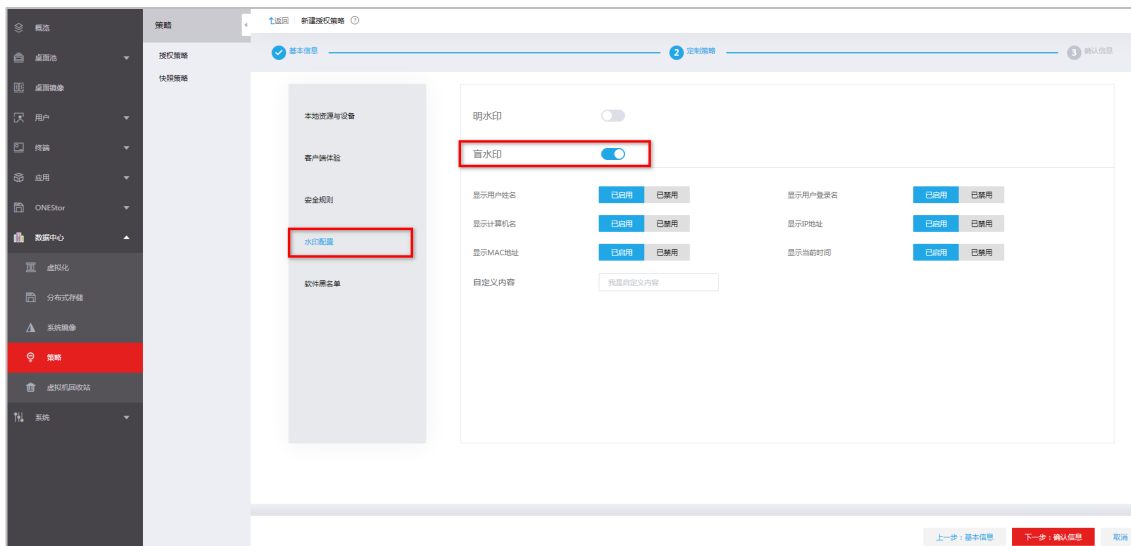 概览
桌面池
桌面镜像
用户
终端
应用
ONEStor
数据中心
虚拟化
分布式存储
系统镜像
策略
虚拟机回收站
系统
策略
授权策略
快照策略
返回 新建授权策略 ?
基本信息
2 定制策略
3 确认信息
本地资源与设备
客户端体验
安全规则
水印配置
软件黑名单
明水印
盲水印
显示用户姓名 已启用 已禁用 显示用户登录名 已启用 已禁用
显示计算机名 已启用 已禁用 显示IP地址 已启用 已禁用
显示MAC地址 已启用 已禁用 显示当前时间 已启用 已禁用
自定义内容 我是自定义内容
上一步：基本信息 下一步：确认信息 取消